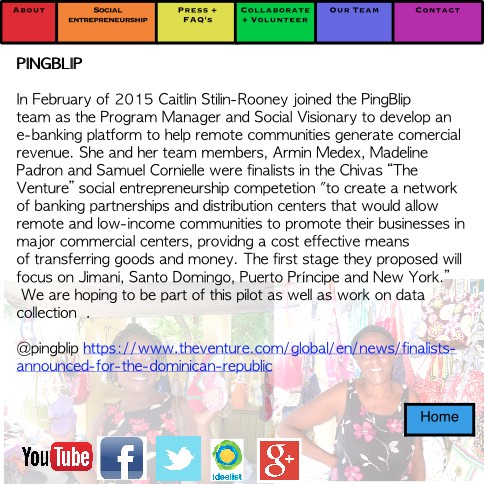 About
Social entrepreneurship
Press + FAQ's
Collaborate + Volunteer
Our Team
Contact
PINGBLIP
In February of 2015 Caitlin Stilin-Rooney joined the PingBlip
team as the Program Manager and Social Visionary to develop an
e-banking platform to help remote communities generate comercial
revenue. She and her team members, Armin Medex, Madeline
Padron and Samuel Cornielle were finalists in the Chivas “The
Venture” social entrepreneurship competetion "to create a network
of banking partnerships and distribution centers that would allow
remote and low-income communities to promote their businesses in
major commercial centers, providng a cost effective means
of transferring goods and money. The first stage they proposed will
focus on Jimani, Santo Domingo, Puerto Príncipe and New York.”
We are hoping to be part of this pilot as well as work on data
collection .
@pingblip https://www.theventure.com/global/en/news/finalists-
announced-for-the-dominican-republic
Home
YouTube
f
idealist
g+